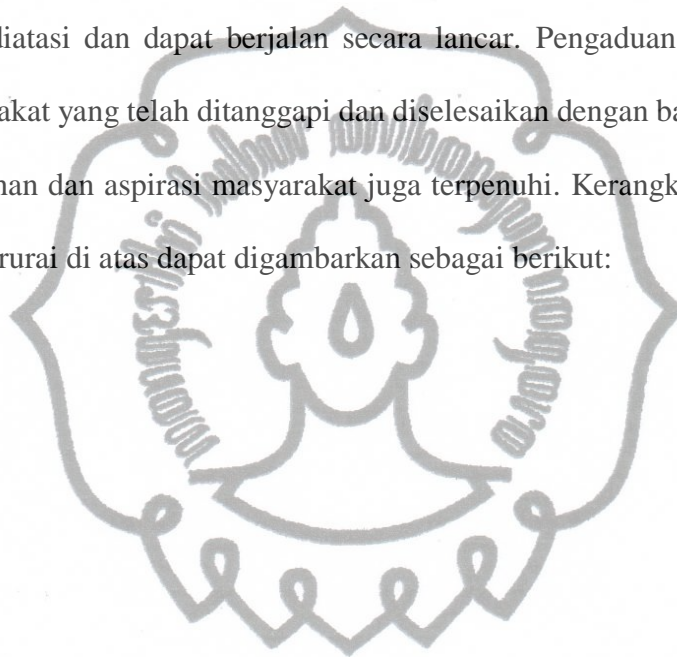 diatasi dan dapat berjalan secara lancar. Pengaduan
akat yang telah ditanggapi dan diselesaikan dengan ba
nan dan aspirasi masyarakat juga terpenuhi. Kerangk
rurai di atas dapat digambarkan sebagai berikut: